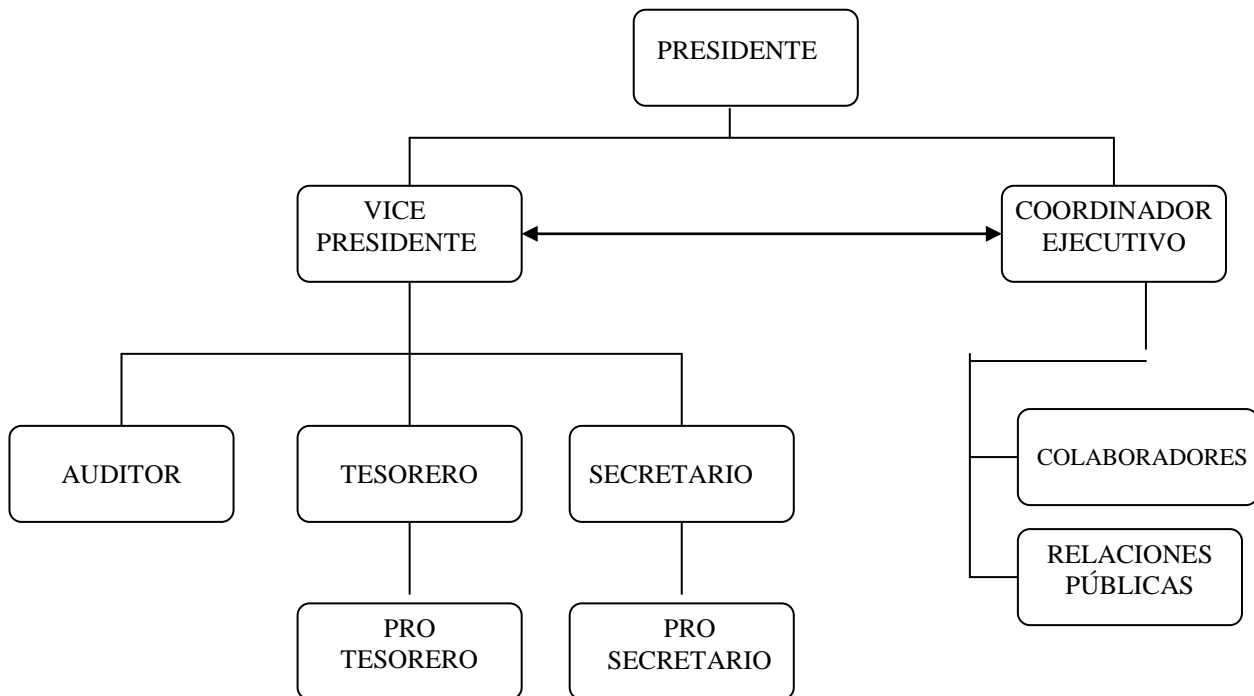 PRESIDENTE
VICE
PRESIDENTE
COORDINADOR
EJECUTIVO
AUDITOR
TESORERO
SECRETARIO
COLABORADORES
RELACIONES
PÚBLICAS
PRO
TESORERO
PRO
SECRETARIO